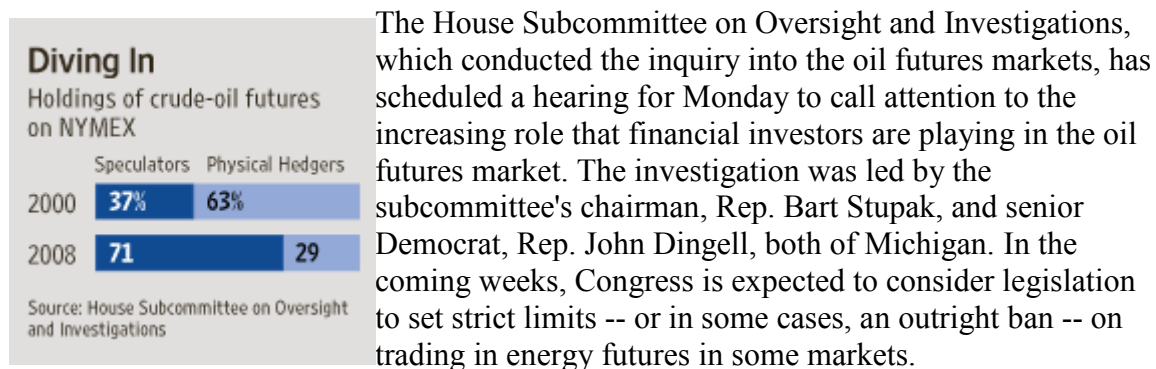 Diving In
Holdings of crude-oil futures
on NYMEX
Speculators Physical Hedgers
2000 37% 63%
2008 71 29
Source: House Subcommittee on Oversight
and Investigations
The House Subcommittee on Oversight and Investigations,
which conducted the inquiry into the oil futures markets, has
scheduled a hearing for Monday to call attention to the
increasing role that financial investors are playing in the oil
futures market. The investigation was led by the
subcommittee's chairman, Rep. Bart Stupak, and senior
Democrat, Rep. John Dingell, both of Michigan. In the
coming weeks, Congress is expected to consider legislation
to set strict limits -- or in some cases, an outright ban -- on
trading in energy futures in some markets.